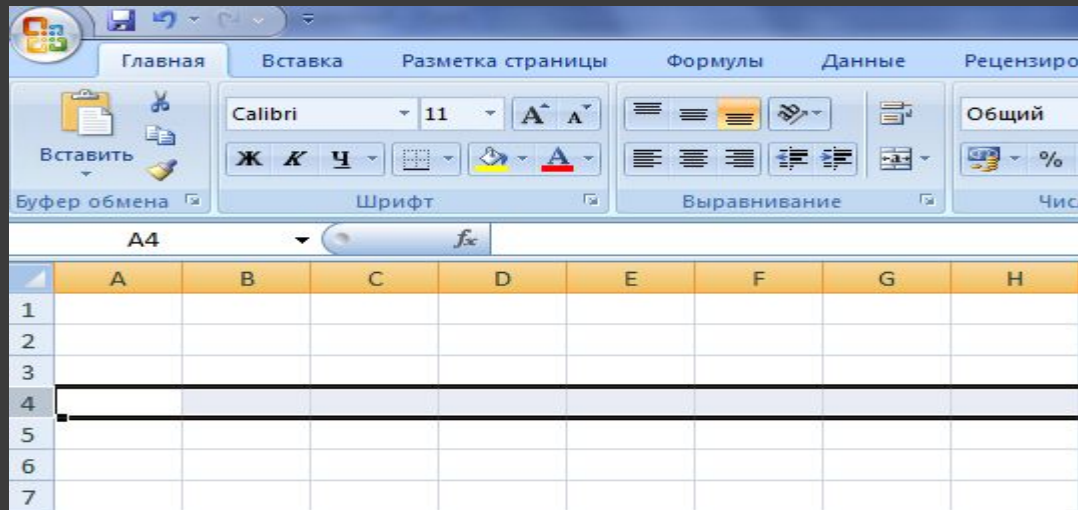 Главная Вставка Разметка страницы Формулы Данные Рецензиро
Calibri 11 Общий
Вставить Ж К Ч A A A %
Буфер обмена Шрифт Выравнивание Чис
A4 fx
A B C D E F G H
1
2
3
4
5
6
7